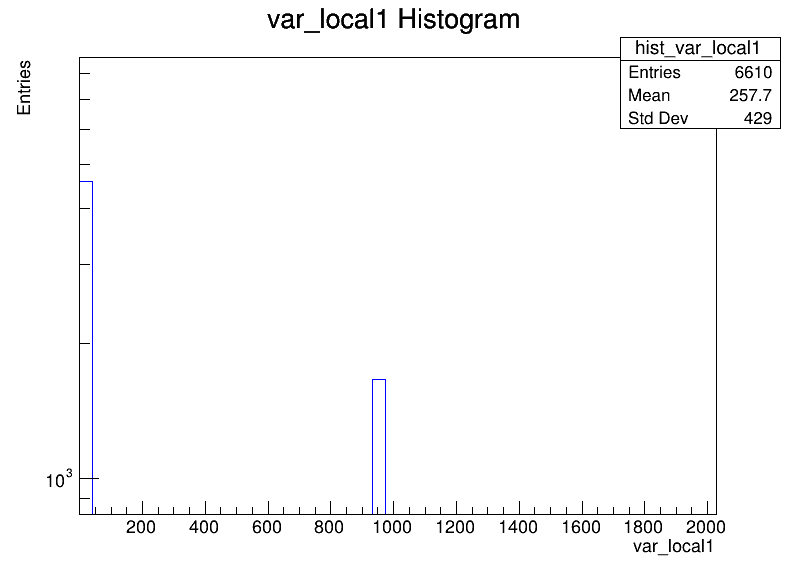 var_local1 Histogram
hist_var_local1
Entries 6610
Mean 257.7
Std Dev 429
Entries
10³
200 400 600 800 1000 1200 1400 1600 1800 2000
var_local1